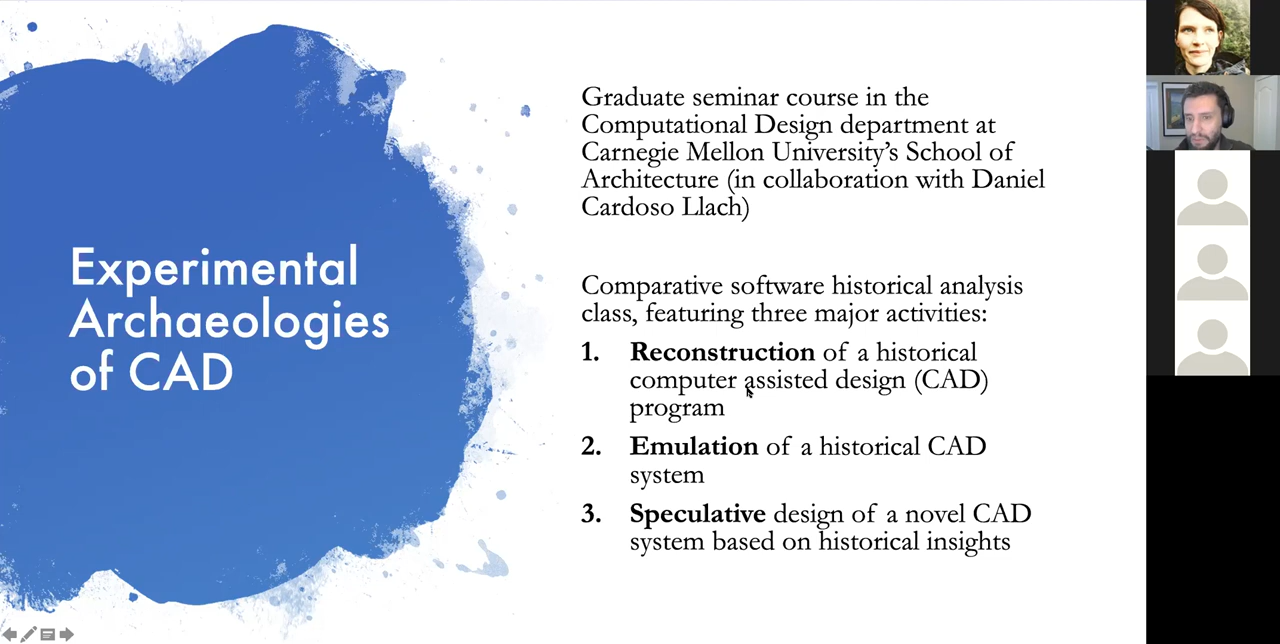 Experimental
Archaeologies
of CAD
Graduate seminar course in the
Computational Design department at
Carnegie Mellon University’s School of
Architecture (in collaboration with Daniel
Cardoso Llach)
Comparative software historical analysis
class, featuring three major activities:
1. Reconstruction of a historical
computer assisted design (CAD)
program
2. Emulation of a historical CAD
system
3. Speculative design of a novel CAD
system based on historical insights